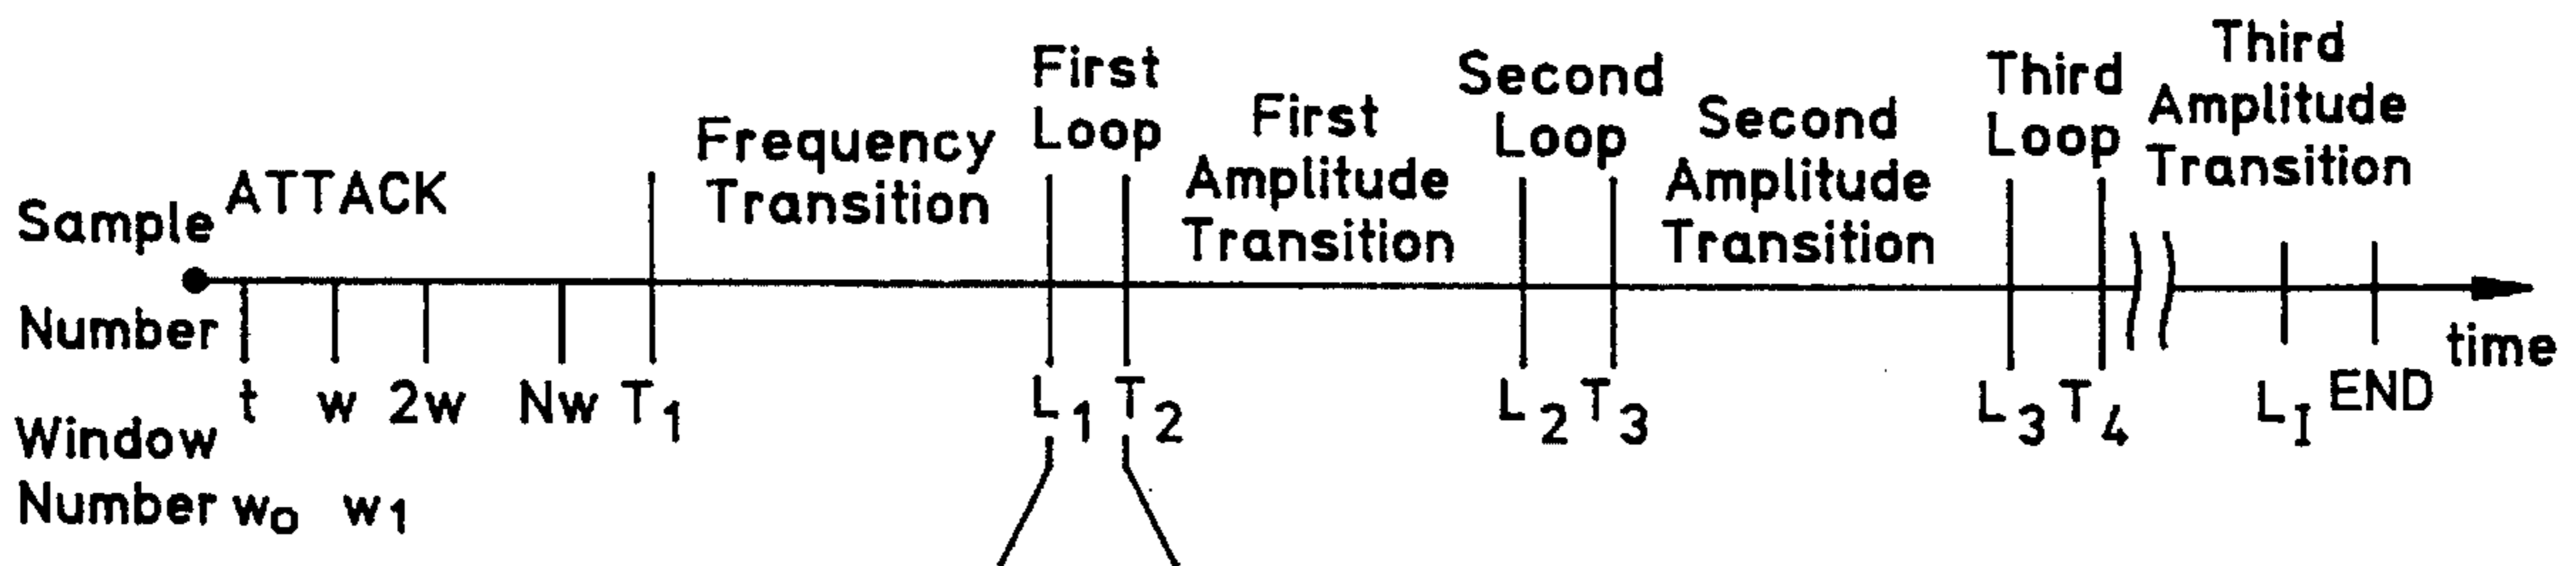 Sample
Number
ATTACK
Frequency
Transition
First
Loop
First
Amplitude
Transition
Second
Loop
Second
Amplitude
Transition
Third
Loop
Third
Amplitude
Transition
t w 2w Nw T1 L1 T2 L2 T3 L3 T4 LI END
time
Window
Number w0 w1